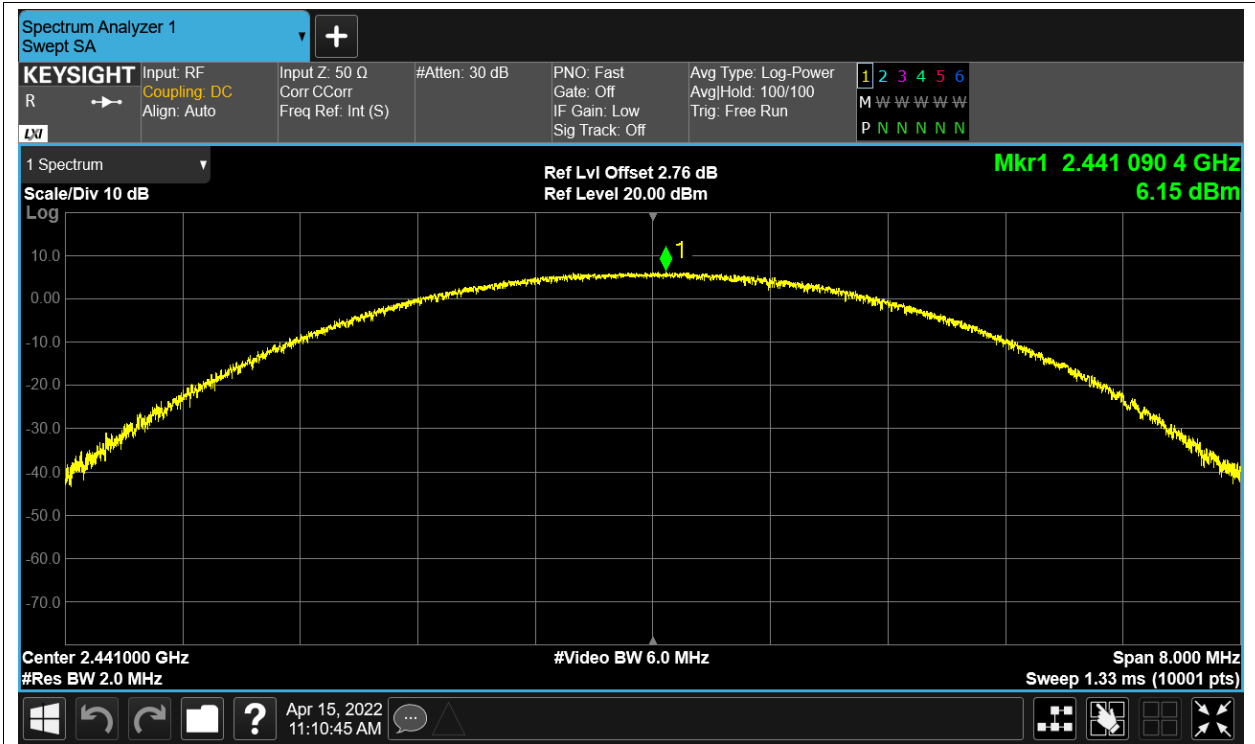 Spectrum Analyzer 1
Swept SA
KEYSIGHT
R
LXI
Input: RF
Coupling: DC
Align: Auto
Input Z: 50 Ω
Corr CCorr
Freq Ref: Int (S)
#Atten: 30 dB
PNO: Fast
Gate: Off
IF Gain: Low
Sig Track: Off
Avg Type: Log-Power
Avg|Hold: 100/100
Trig: Free Run
1 2 3 4 5 6
M W W W W W
P N N N N N
1 Spectrum
Scale/Div 10 dB
Ref Lvl Offset 2.76 dB
Ref Level 20.00 dBm
Mkr1 2.441 090 4 GHz
6.15 dBm
Log
1
10.0
0.00
-10.0
-20.0
-30.0
-40.0
-50.0
-60.0
-70.0
Center 2.441000 GHz
#Res BW 2.0 MHz
#Video BW 6.0 MHz
Span 8.000 MHz
Sweep 1.33 ms (10001 pts)
?
Apr 15, 2022
11:10:45 AM